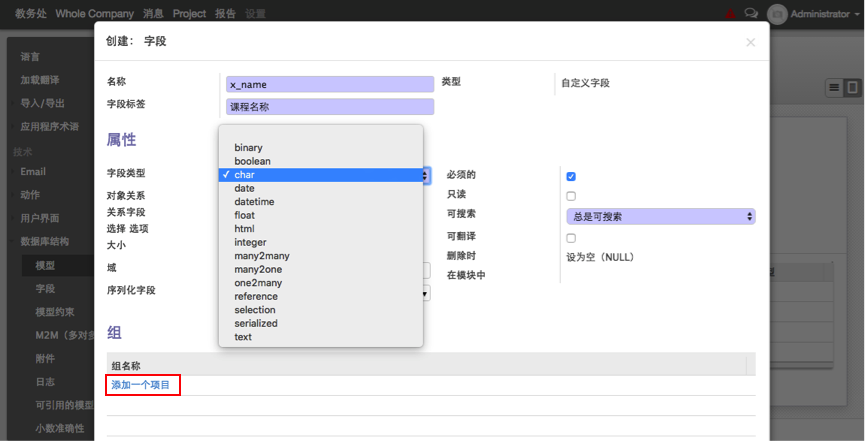 教务处 Whole Company 消息 Project 报告 设置 Administrator
创建： 字段
语言
加载翻译
导入/导出
应用程序术语
技术
Email
动作
用户界面
数据库结构
模型
字段
模型约束
M2M（多对多
附件
日志
可引用的模型
小数准确性
名称 x_name 类型 自定义字段
字段标签 课程名称
属性
字段类型
对象关系
关系字段
选择 选项
大小
域
序列化字段
binary
boolean
✓ char
date
datetime
float
html
integer
many2many
many2one
one2many
reference
selection
serialized
text
必须的
只读
可搜索 总是可搜索
可翻译
删除时 设为空（NULL）
在模块中
组
组名称
添加一个项目